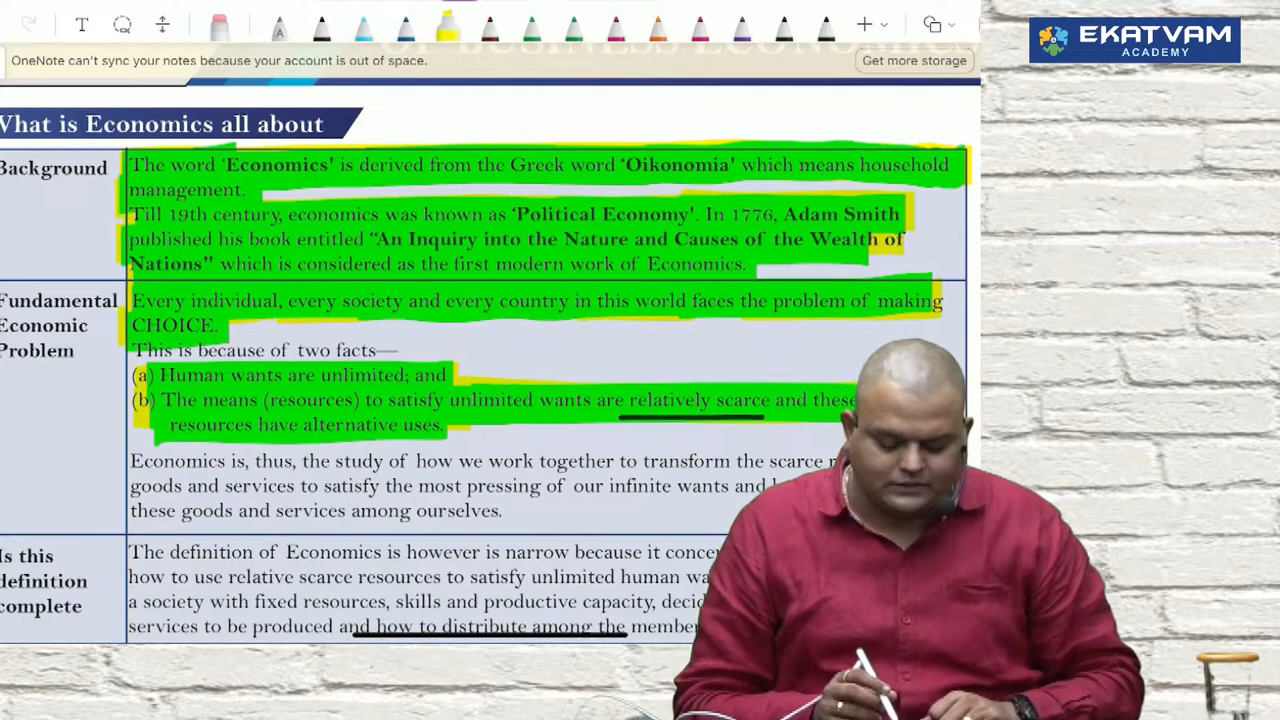 BUSINESS ECONOMICS
EKATVAM
ACADEMY
OneNote can't sync your notes because your account is out of space.
Get more storage
What is Economics all about
Background
The word 'Economics' is derived from the Greek word 'Oikonomia' which means household
management.
Till 19th century, economics was known as 'Political Economy'. In 1776, Adam Smith
published his book entitled "An Inquiry into the Nature and Causes of the Wealth of
Nations" which is considered as the first modern work of Economics.
Fundamental
Economic
Problem
Every individual, every society and every country in this world faces the problem of making
CHOICE.
This is because of two facts—
(a) Human wants are unlimited; and
(b) The means (resources) to satisfy unlimited wants are relatively scarce and these
resources have alternative uses.
Economics is, thus, the study of how we work together to transform the scarce
goods and services to satisfy the most pressing of our infinite wants and
these goods and services among ourselves.
Is this
definition
complete
The definition of Economics is however is narrow because it
how to use relative scarce resources to satisfy unlimited human
a society with fixed resources, skills and productive capacity,
services to be produced and how to distribute among the